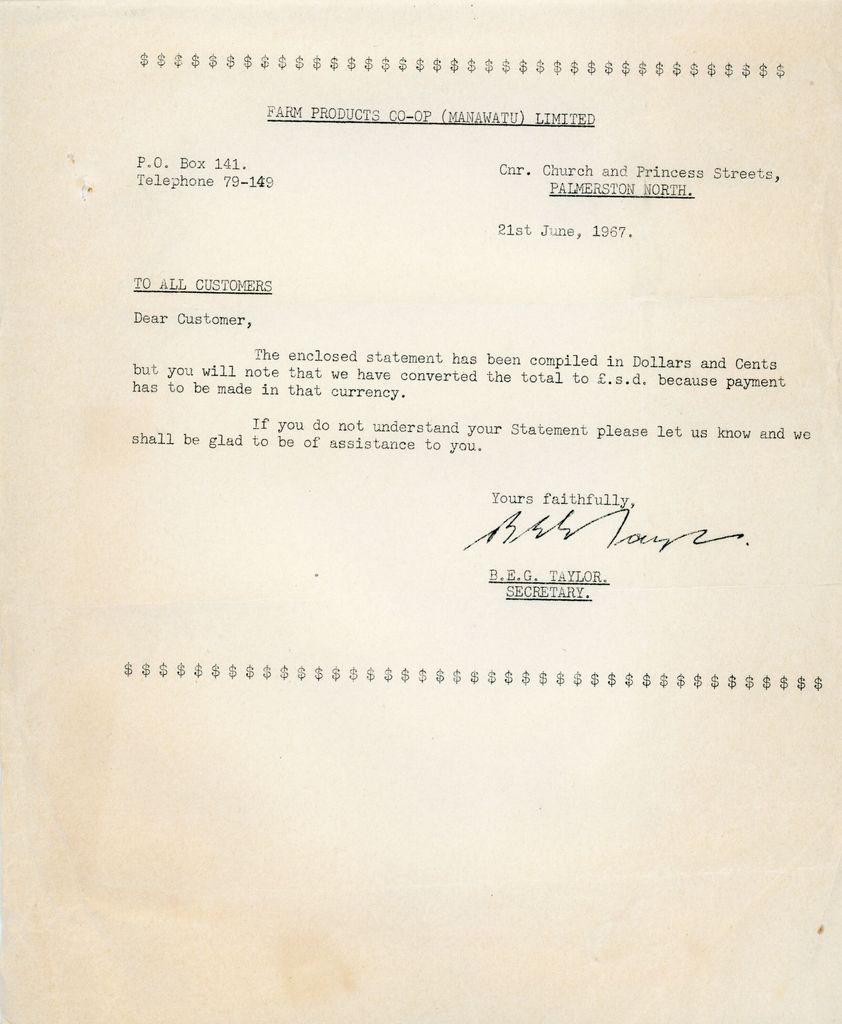 $ $ $ $ $ $ $ $ $ $ $ $ $ $ $ $ $ $ $ $ $ $ $ $ $ $ $ $ $ $ $ $ $ $ $ $ $ $
FARM PRODUCTS CO-OP (MANAWATU) LIMITED
P.O. Box 141.
Telephone 79-149
Cnr. Church and Princess Streets,
PALMERSTON NORTH.
21st June, 1967.
TO ALL CUSTOMERS
Dear Customer,
The enclosed statement has been compiled in Dollars and Cents
but you will note that we have converted the total to £.s.d. because payment
has to be made in that currency.
If you do not understand your Statement please let us know and we
shall be glad to be of assistance to you.
Yours faithfully,
B E G Taylor.
B.E.G. TAYLOR.
SECRETARY.
$ $ $ $ $ $ $ $ $ $ $ $ $ $ $ $ $ $ $ $ $ $ $ $ $ $ $ $ $ $ $ $ $ $ $ $ $ $ $ $ $